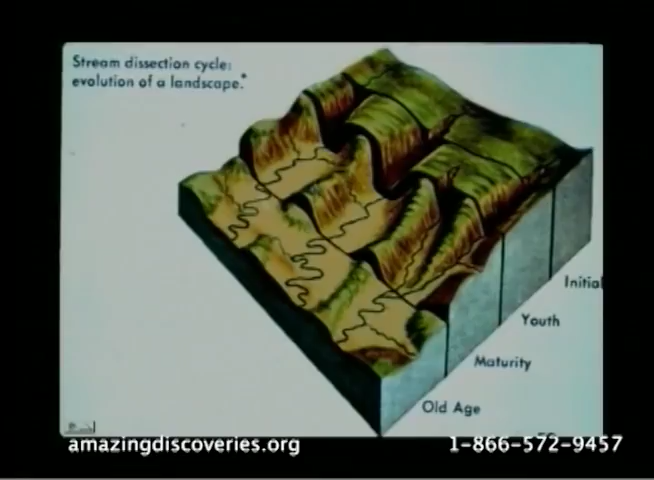 Stream dissection cycle:
evolution of a landscape.*
Initial
Youth
Maturity
Old Age
amazingdiscoveries.org
1-866-572-9457